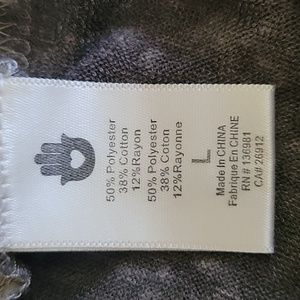 50% Polyester
38% Cotton
12%Rayon
50% Polyester
38% Coton
12%Rayonne
L
Made In CHINA
Fabrique En CHINE
RN # 136981
CA# 26912